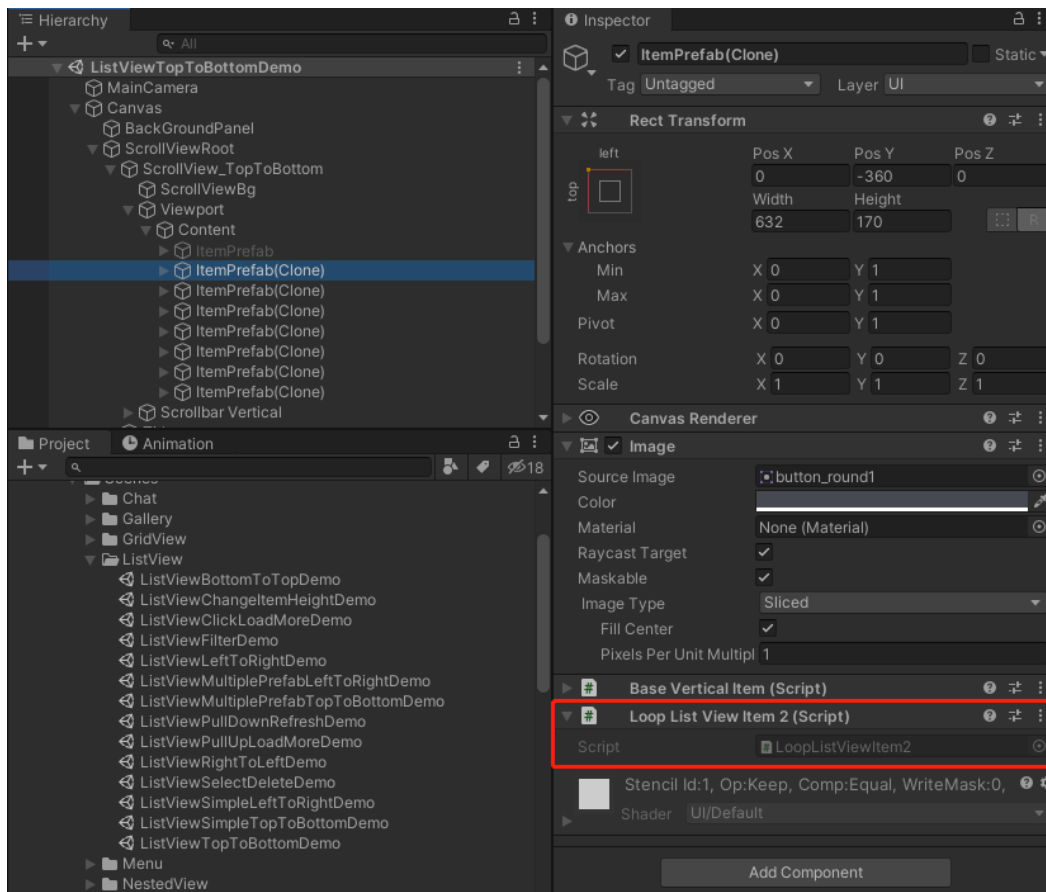 Hierarchy
All
ListViewTopToBottomDemo
MainCamera
Canvas
BackGroundPanel
ScrollViewRoot
ScrollView_TopToBottom
ScrollViewBg
Viewport
Content
ItemPrefab
ItemPrefab(Clone)
ItemPrefab(Clone)
ItemPrefab(Clone)
ItemPrefab(Clone)
ItemPrefab(Clone)
ItemPrefab(Clone)
ItemPrefab(Clone)
Scrollbar Vertical
Project Animation
18
Scenes
Chat
Gallery
GridView
ListView
ListViewBottomToTopDemo
ListViewChangeItemHeightDemo
ListViewClickLoadMoreDemo
ListViewFilterDemo
ListViewLeftToRightDemo
ListViewMultiplePrefabLeftToRightDemo
ListViewMultiplePrefabTopToBottomDemo
ListViewPullDownRefreshDemo
ListViewPullUpLoadMoreDemo
ListViewRightToLeftDemo
ListViewSelectDeleteDemo
ListViewSimpleLeftToRightDemo
ListViewSimpleTopToBottomDemo
ListViewTopToBottomDemo
Menu
NestedView
Inspector
ItemPrefab(Clone) Static
Tag Untagged Layer UI
Rect Transform
left Pos X Pos Y Pos Z
top 0 -360 0
Width Height
632 170 R
Anchors
Min X 0 Y 1
Max X 0 Y 1
Pivot X 0 Y 1
Rotation X 0 Y 0 Z 0
Scale X 1 Y 1 Z 1
Canvas Renderer
Image
Source Image button_round1
Color
Material None (Material)
Raycast Target
Maskable
Image Type Sliced
Fill Center
Pixels Per Unit Multipl 1
# Base Vertical Item (Script)
# Loop List View Item 2 (Script)
Script # LoopListViewItem2
Stencil Id:1, Op:Keep, Comp:Equal, WriteMask:0,
Shader UI/Default
Add Component